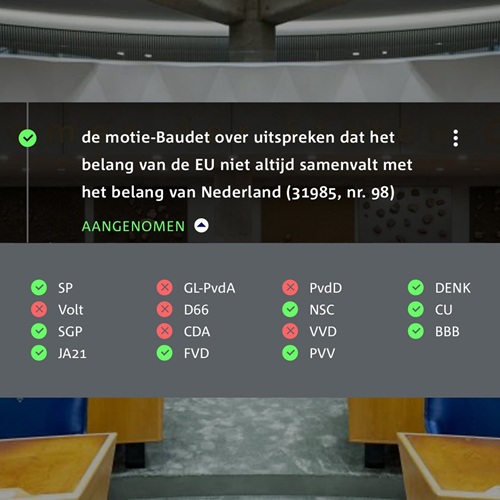 de motie-Baudet over uitspreken dat het
belang van de EU niet altijd samenvalt met
het belang van Nederland (31985, nr. 98)
AANGENOMEN
SP GL-PvdA PvdD DENK
Volt D66 NSC CU
SGP CDA VVD BBB
JA21 FVD PVV